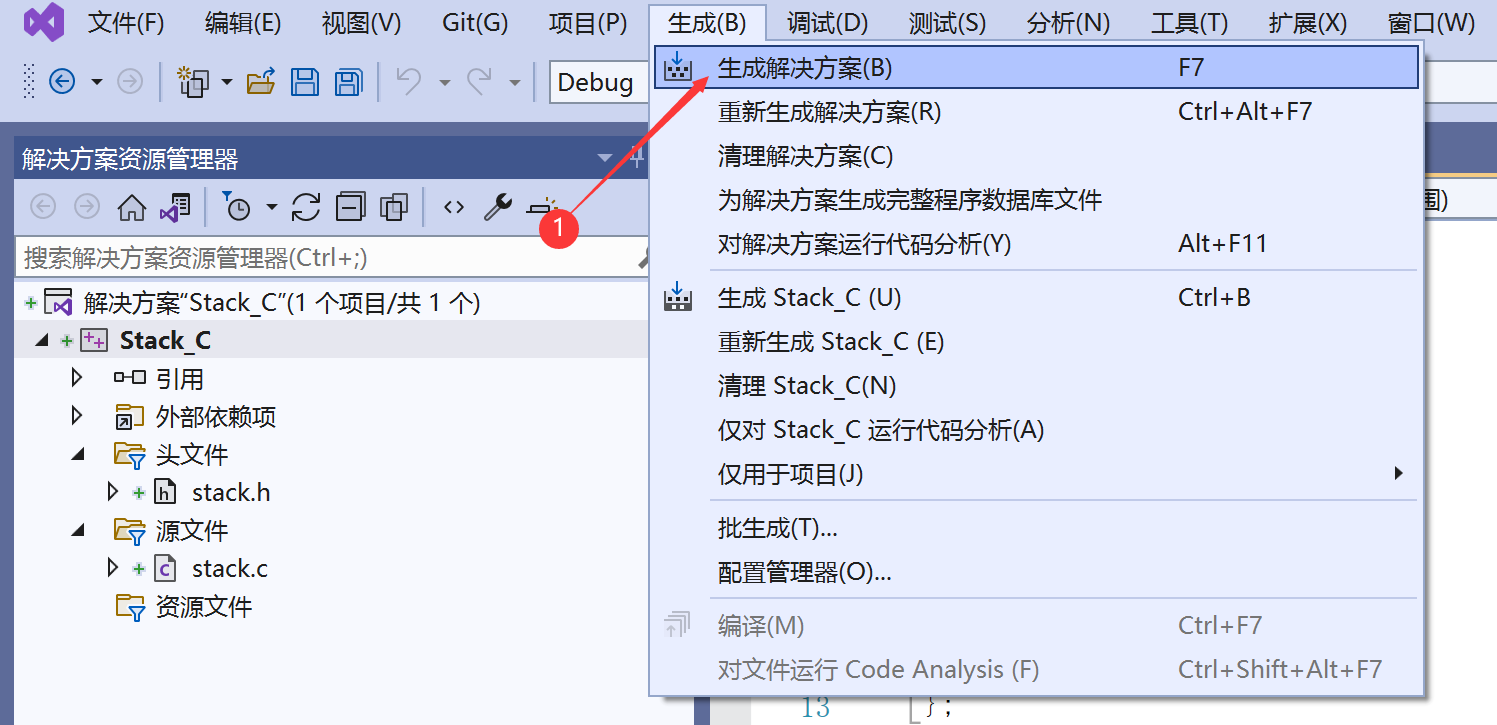 文件(F) 编辑(E) 视图(V) Git(G) 项目(P) 生成(B) 调试(D) 测试(S) 分析(N) 工具(T) 扩展(X) 窗口(W)
Debug
生成解决方案(B) F7
重新生成解决方案(R) Ctrl+Alt+F7
清理解决方案(C)
为解决方案生成完整程序数据库文件
对解决方案运行代码分析(Y) Alt+F11
生成 Stack_C (U) Ctrl+B
重新生成 Stack_C (E)
清理 Stack_C(N)
仅对 Stack_C 运行代码分析(A)
仅用于项目(J)
批生成(T)...
配置管理器(O)...
编译(M) Ctrl+F7
对文件运行 Code Analysis (F) Ctrl+Shift+Alt+F7
1
解决方案资源管理器
搜索解决方案资源管理器(Ctrl+;)
解决方案"Stack_C"(1 个项目/共 1 个)
Stack_C
引用
外部依赖项
头文件
stack.h
源文件
stack.c
资源文件
围)
13 };